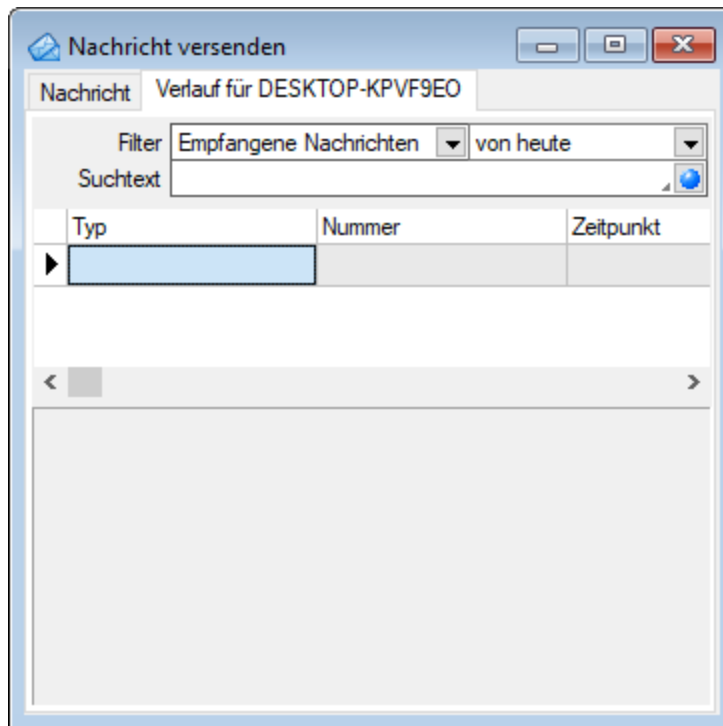 Nachricht versenden
Nachricht Verlauf für DESKTOP-KPVF9EO
Filter Empfangene Nachrichten von heute
Suchtext
Typ Nummer Zeitpunkt